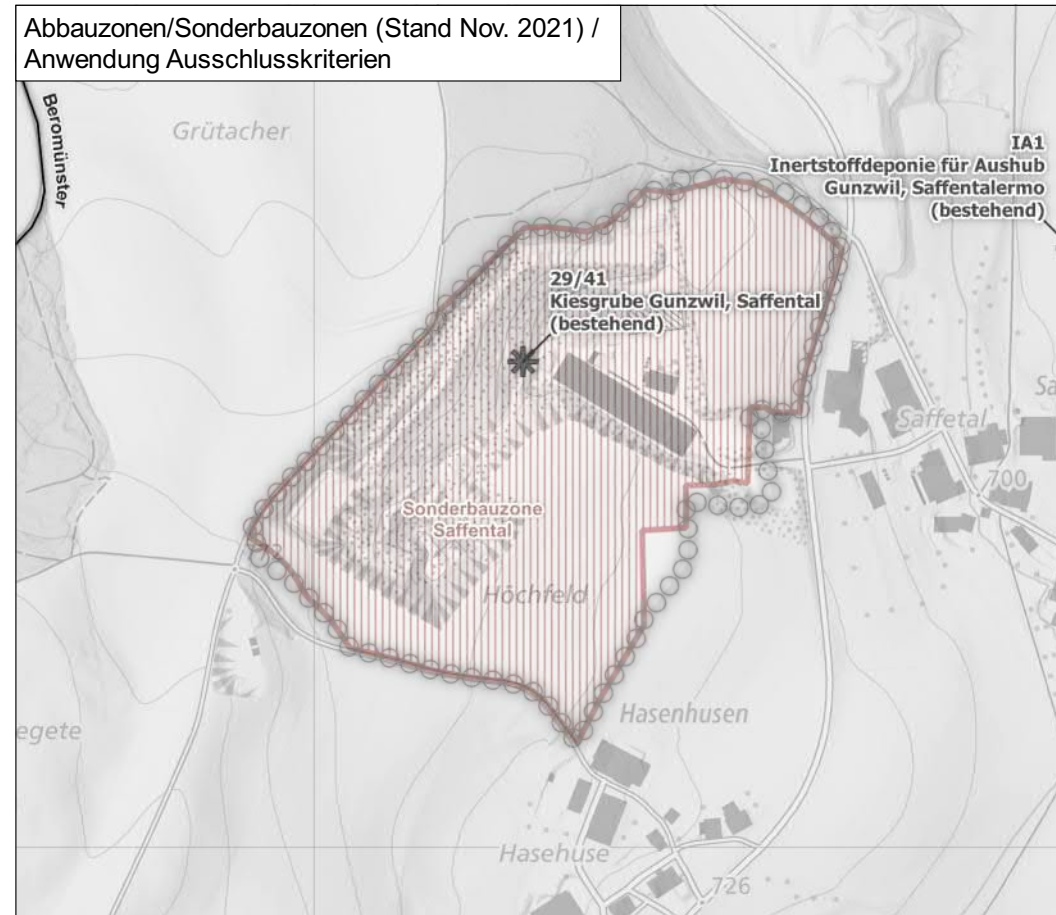 Abbauzonen/Sonderbauzonen (Stand Nov. 2021) /
Anwendung Ausschlusskriterien
Beromünster
Grütacher
IA1
Inertstoffdeponie für Aushub
Gunzwil, Saffentalermo
(bestehend)
29/41
Kiesgrube Gunzwil, Saffental
(bestehend)
Sa
Saffetal
700
Sonderbauzone
Saffental
Höchfeld
Hasenhusen
egete
Hasehuse
726